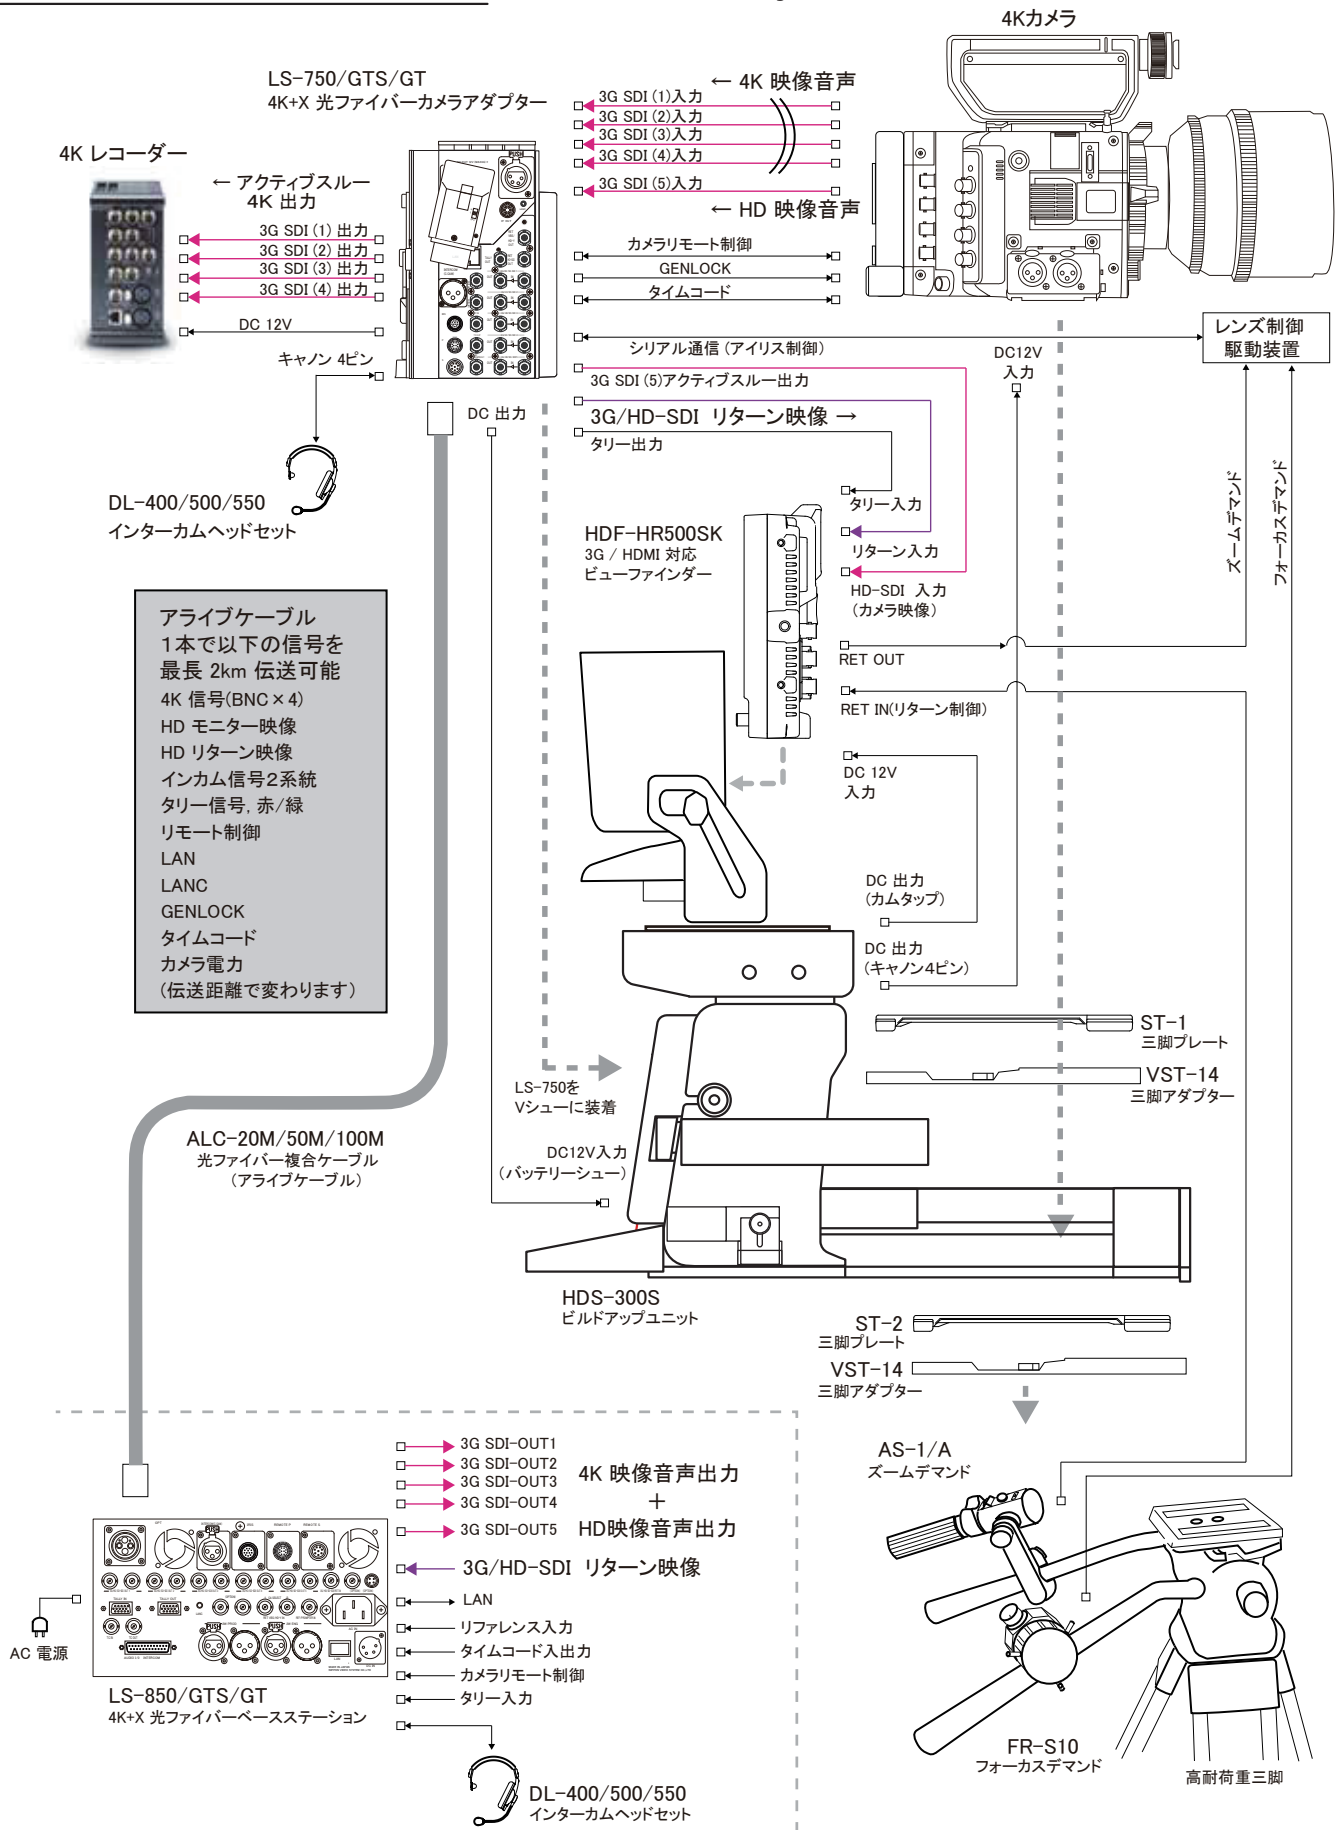 4Kカメラ
LS-750/GTS/GT
4K+X 光ファイバーカメラアダプター
← 4K 映像音声
3G SDI (1)入力
3G SDI (2)入力
3G SDI (3)入力
3G SDI (4)入力
3G SDI (5)入力
← HD 映像音声
4K レコーダー
← アクティブスルー
4K 出力
3G SDI (1) 出力
3G SDI (2) 出力
3G SDI (3) 出力
3G SDI (4) 出力
DC 12V
キャノン 4ピン
カメラリモート制御
GENLOCK
タイムコード
シリアル通信 (アイリス制御)
レンズ制御
駆動装置
DC12V
入力
3G SDI (5)アクティブスルー出力
3G/HD-SDI リターン映像 →
タリー出力
DC 出力
DL-400/500/550
インターカムヘッドセット
HDF-HR500SK
3G / HDMI 対応
ビューファインダー
タリー入力
リターン入力
HD-SDI 入力
(カメラ映像)
RET OUT
RET IN(リターン制御)
DC 12V
入力
ズームデマンド
フォーカスデマンド
アライブケーブル
1本で以下の信号を
最長 2km 伝送可能
4K 信号(BNC×4)
HD モニター映像
HD リターン映像
インカム信号2系統
タリー信号, 赤/緑
リモート制御
LAN
LANC
GENLOCK
タイムコード
カメラ電力
(伝送距離で変わります)
DC 出力
(カムタップ)
DC 出力
(キャノン4ピン)
ST-1
三脚プレート
VST-14
三脚アダプター
LS-750を
Vシューに装着
DC12V入力
(バッテリーシュー)
ALC-20M/50M/100M
光ファイバー複合ケーブル
(アライブケーブル)
HDS-300S
ビルドアップユニット
ST-2
三脚プレート
VST-14
三脚アダプター
3G SDI-OUT1
3G SDI-OUT2
3G SDI-OUT3
3G SDI-OUT4
4K 映像音声出力
+
3G SDI-OUT5
HD映像音声出力
3G/HD-SDI リターン映像
LAN
リファレンス入力
タイムコード入出力
カメラリモート制御
タリー入力
AC 電源
LS-850/GTS/GT
4K+X 光ファイバーベースステーション
DL-400/500/550
インターカムヘッドセット
AS-1/A
ズームデマンド
FR-S10
フォーカスデマンド
高耐荷重三脚